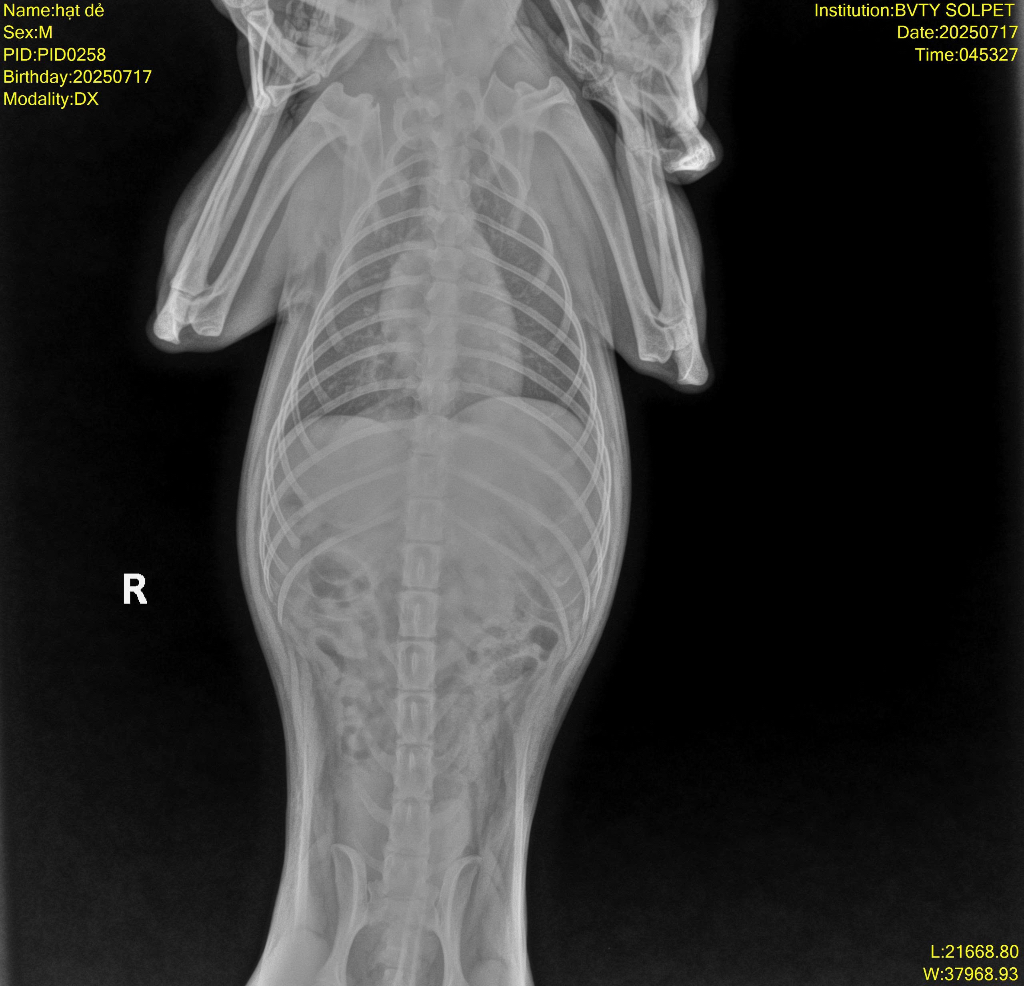 Name:hạt dẻ
Sex:M
PID:PID0258
Birthday:20250717
Modality:DX
Institution:BVTY SOLPET
Date:20250717
Time:045327
R
L:21668.80
W:37968.93